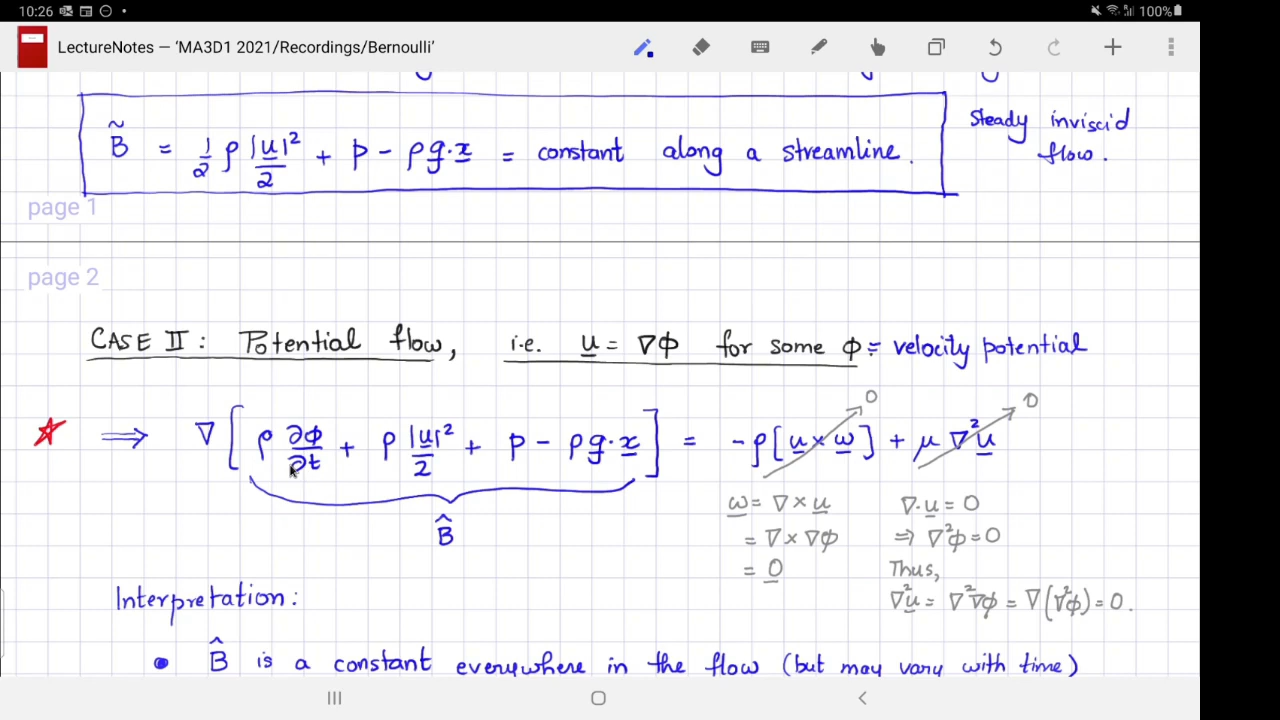 10:26 100%
LectureNotes — ‘MA3D1 2021/Recordings/Bernoulli’
B̃ = ½ ρ |u|²/2 + p − ρg·x = constant along a streamline.
Steady inviscid
flow.
page 1
page 2
CASE II: Potential flow, i.e. u = ∇ϕ for some ϕ = velocity potential
⟹ ∇[ρ ∂ϕ/∂t + ρ |u|²/2 + p − ρg·x] = −ρ[u×ω] + μ∇²u
0 0
B̂
ω = ∇×u
= ∇×∇ϕ
= 0
∇·u = 0
⇒ ∇²ϕ = 0
Thus,
∇²u = ∇²∇ϕ = ∇(∇²ϕ) = 0.
Interpretation:
• B̂ is a constant everywhere in the flow (but may vary with time)